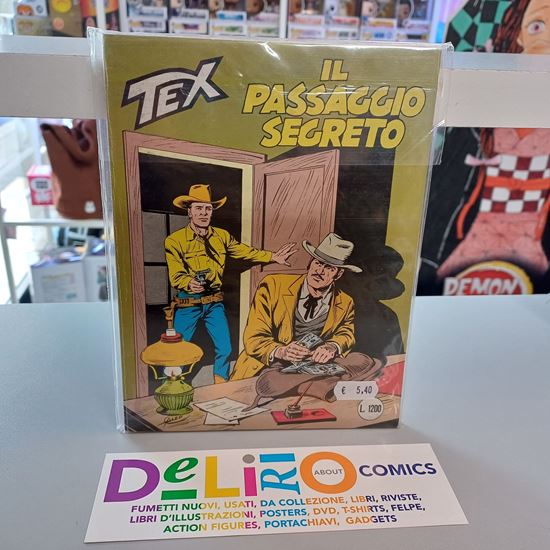 TEX
IL
PASSAGGIO
SEGRETO
€ 5,40
L. 1200
DELIRIO ABOUT COMICS
FUMETTI NUOVI, USATI, DA COLLEZIONE, LIBRI, RIVISTE,
LIBRI D'ILLUSTRAZIONI, POSTERS, DVD, T-SHIRTS, FELPE,
ACTION FIGURES, PORTACHIAVI, GADGETS
DEMON